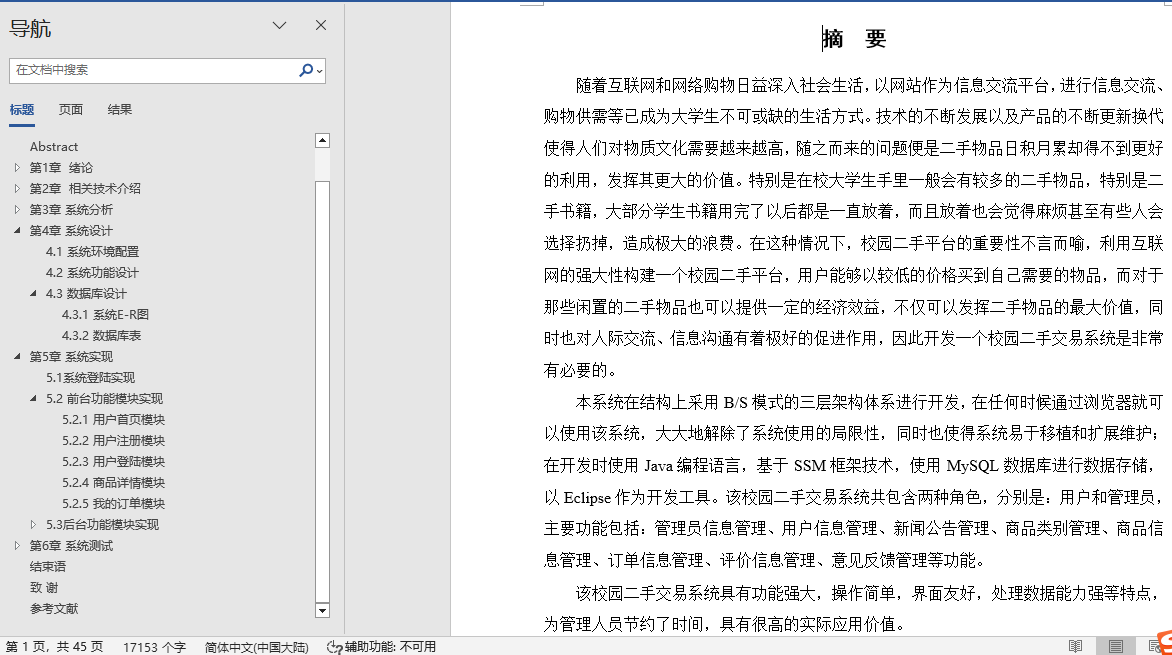 导航
在文档中搜索
标题 页面 结果
Abstract
第1章 绪论
第2章 相关技术介绍
第3章 系统分析
第4章 系统设计
4.1 系统环境配置
4.2 系统功能设计
4.3 数据库设计
4.3.1 系统E-R图
4.3.2 数据库表
第5章 系统实现
5.1系统登陆实现
5.2 前台功能模块实现
5.2.1 用户首页模块
5.2.2 用户注册模块
5.2.3 用户登陆模块
5.2.4 商品详情模块
5.2.5 我的订单模块
5.3后台功能模块实现
第6章 系统测试
结束语
致 谢
参考文献
摘 要
随着互联网和网络购物日益深入社会生活，以网站作为信息交流平台，进行信息交流、
购物供需等已成为大学生不可或缺的生活方式。技术的不断发展以及产品的不断更新换代
使得人们对物质文化需要越来越高，随之而来的问题便是二手物品日积月累却得不到更好
的利用，发挥其更大的价值。特别是在校大学生手里一般会有较多的二手物品，特别是二
手书籍，大部分学生书籍用完了以后都是一直放着，而且放着也会觉得麻烦甚至有些人会
选择扔掉，造成极大的浪费。在这种情况下，校园二手平台的重要性不言而喻，利用互联
网的强大性构建一个校园二手平台，用户能够以较低的价格买到自己需要的物品，而对于
那些闲置的二手物品也可以提供一定的经济效益，不仅可以发挥二手物品的最大价值，同
时也对人际交流、信息沟通有着极好的促进作用，因此开发一个校园二手交易系统是非常
有必要的。
本系统在结构上采用 B/S 模式的三层架构体系进行开发，在任何时候通过浏览器就可
以使用该系统，大大地解除了系统使用的局限性，同时也使得系统易于移植和扩展维护；
在开发时使用 Java 编程语言，基于 SSM 框架技术，使用 MySQL 数据库进行数据存储，
以 Eclipse 作为开发工具。该校园二手交易系统共包含两种角色，分别是：用户和管理员，
主要功能包括：管理员信息管理、用户信息管理、新闻公告管理、商品类别管理、商品信
息管理、订单信息管理、评价信息管理、意见反馈管理等功能。
该校园二手交易系统具有功能强大，操作简单，界面友好，处理数据能力强等特点，
为管理人员节约了时间，具有很高的实际应用价值。
第 1 页，共 45 页 17153 个字 简体中文(中国大陆) 辅助功能: 不可用